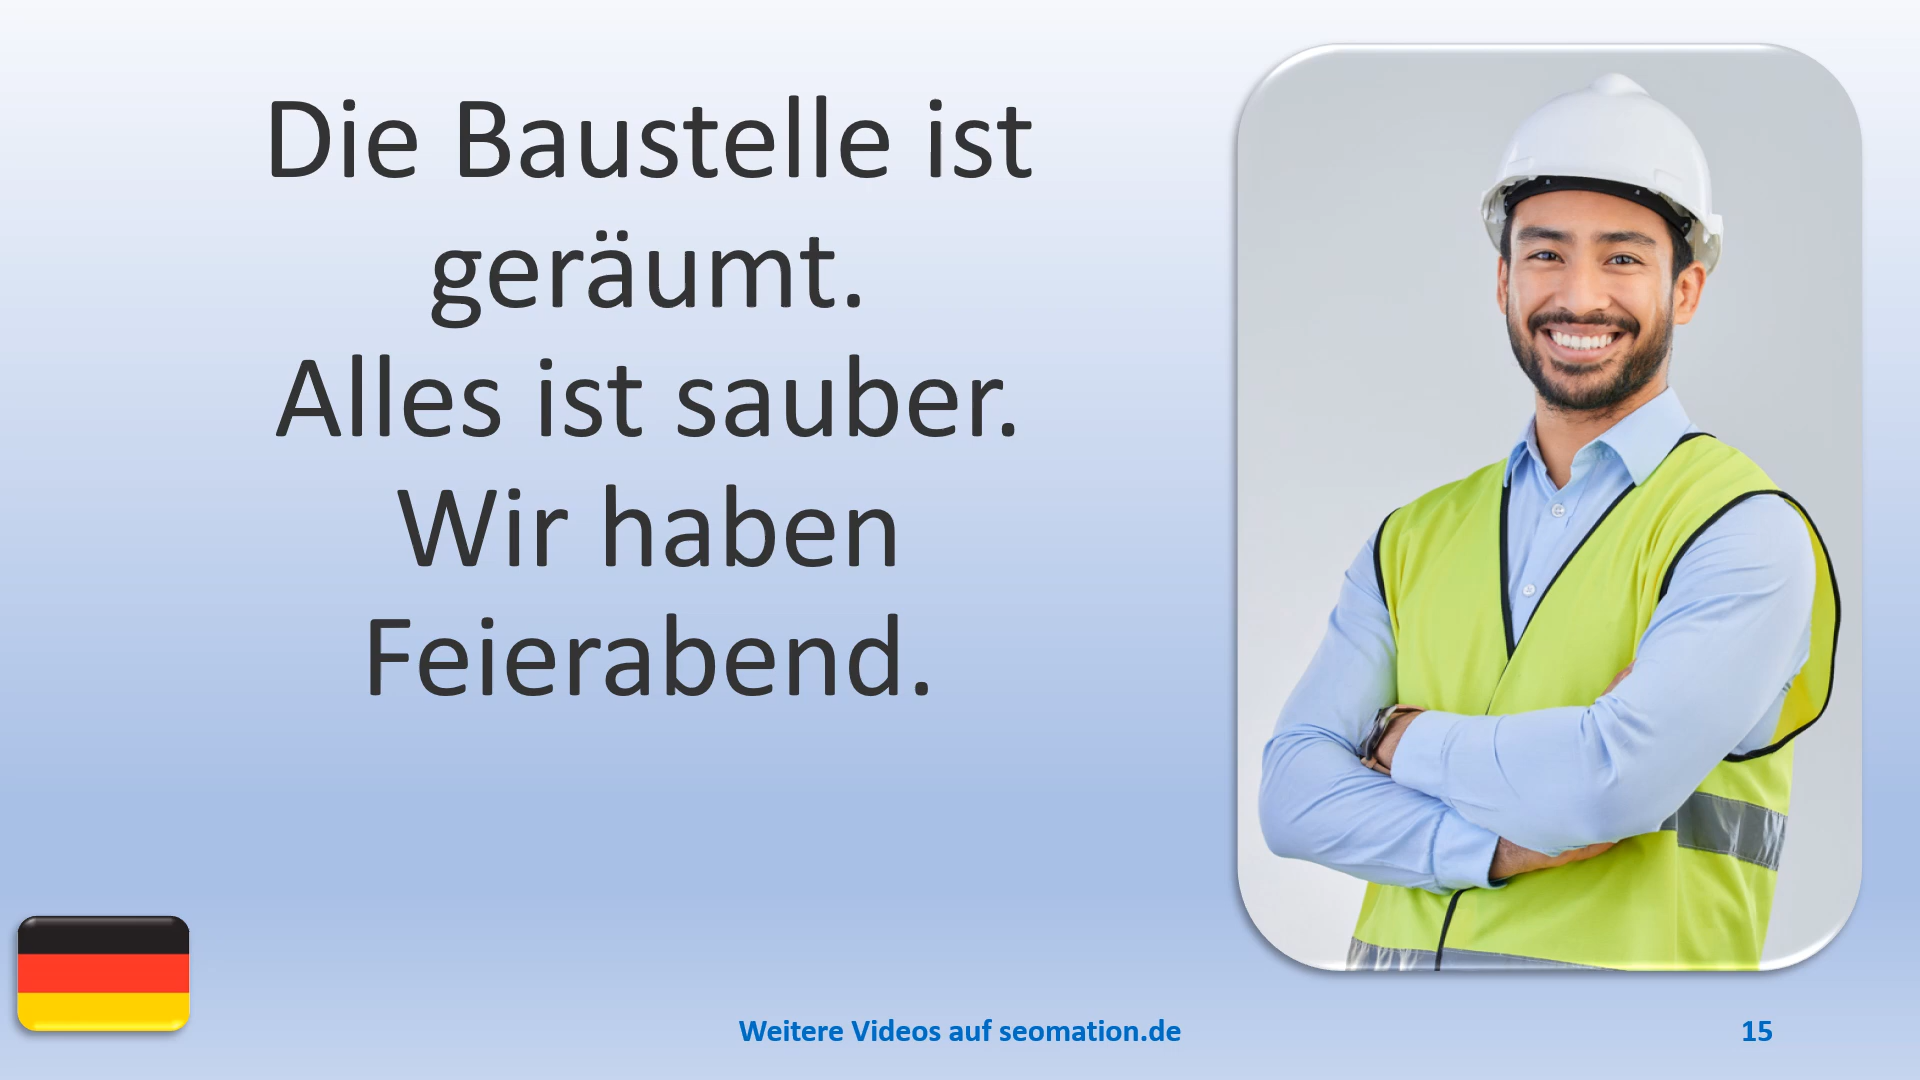 Die Baustelle ist
geräumt.
Alles ist sauber.
Wir haben
Feierabend.
Weitere Videos auf seomation.de
15